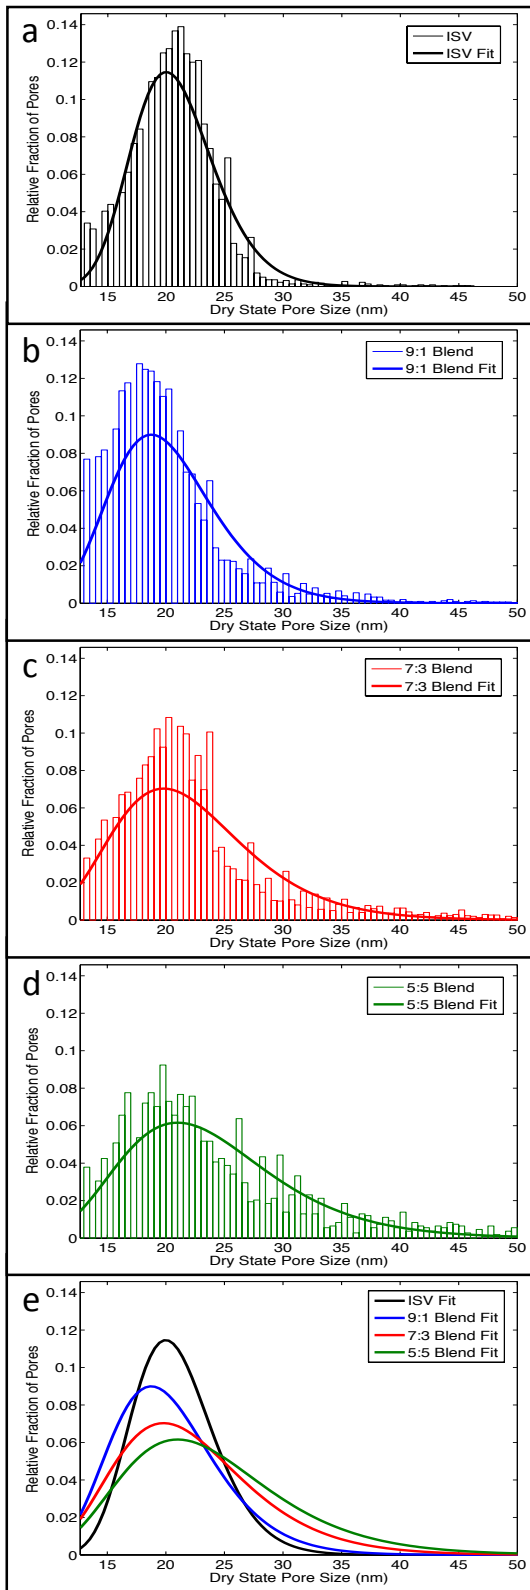 a
ISV
ISV Fit
Relative Fraction of Pores
0.14
0.12
0.1
0.08
0.06
0.04
0.02
0
15 20 25 30 35 40 45 50
Dry State Pore Size (nm)
b
9:1 Blend
9:1 Blend Fit
Relative Fraction of Pores
0.14
0.12
0.1
0.08
0.06
0.04
0.02
0
15 20 25 30 35 40 45 50
Dry State Pore Size (nm)
c
7:3 Blend
7:3 Blend Fit
Relative Fraction of Pores
0.14
0.12
0.1
0.08
0.06
0.04
0.02
0
15 20 25 30 35 40 45 50
Dry State Pore Size (nm)
d
5:5 Blend
5:5 Blend Fit
Relative Fraction of Pores
0.14
0.12
0.1
0.08
0.06
0.04
0.02
0
15 20 25 30 35 40 45 50
Dry State Pore Size (nm)
e
ISV Fit
9:1 Blend Fit
7:3 Blend Fit
5:5 Blend Fit
Relative Fraction of Pores
0.14
0.12
0.1
0.08
0.06
0.04
0.02
0
15 20 25 30 35 40 45 50
Dry State Pore Size (nm)